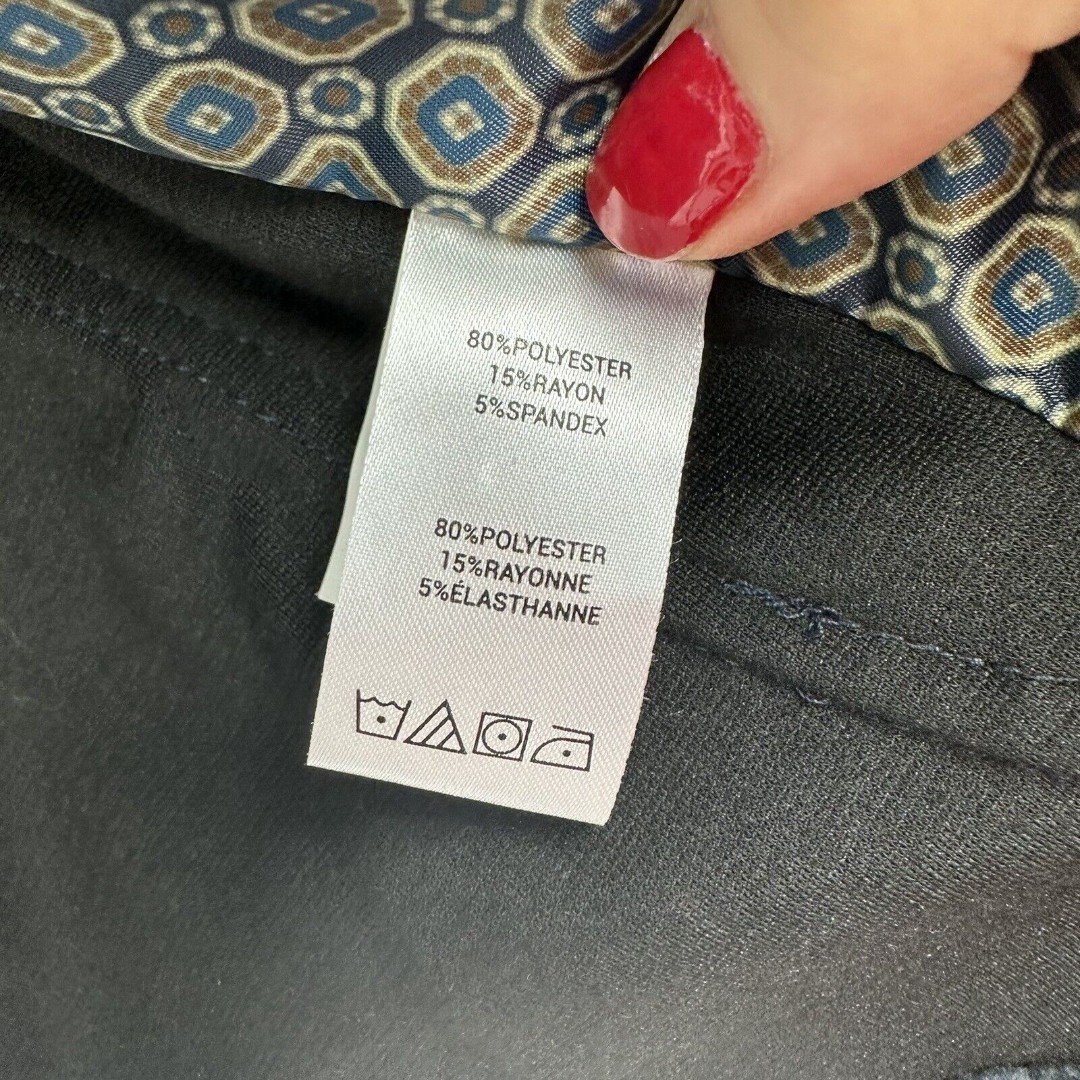 80%POLYESTER
15%RAYON
5%SPANDEX
80%POLYESTER
15%RAYONNE
5%ÉLASTHANNE